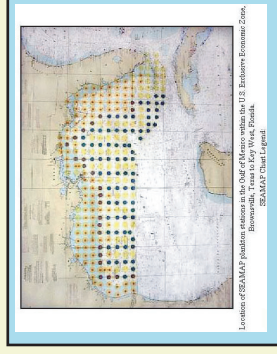 Location of SEAMAP plankton stations in the Gulf of Mexico within the U.S. Exclusive Economic Zone,
Brownsville, Texas to Key West, Florida.
SEAMAP Chart Legend: